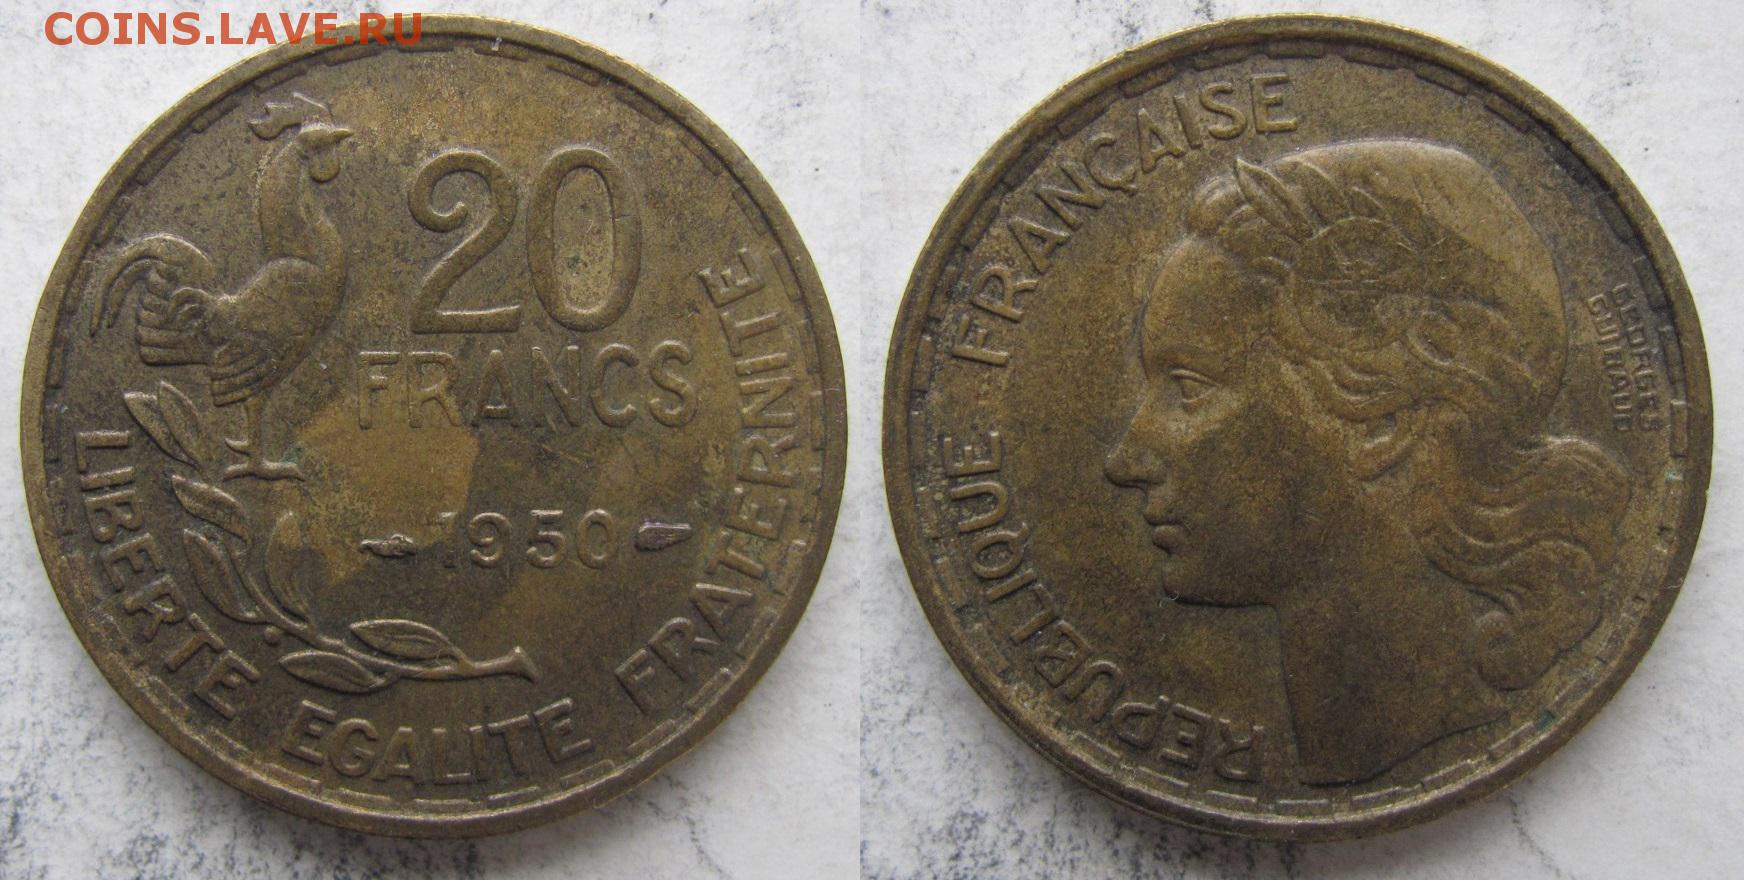 COINS.LAVE.RU
20
FRANCS
1950
LIBERTE EGALITE FRATERNITE
REPUBLIQUE FRANÇAISE
GEORGES
GUIRAUD